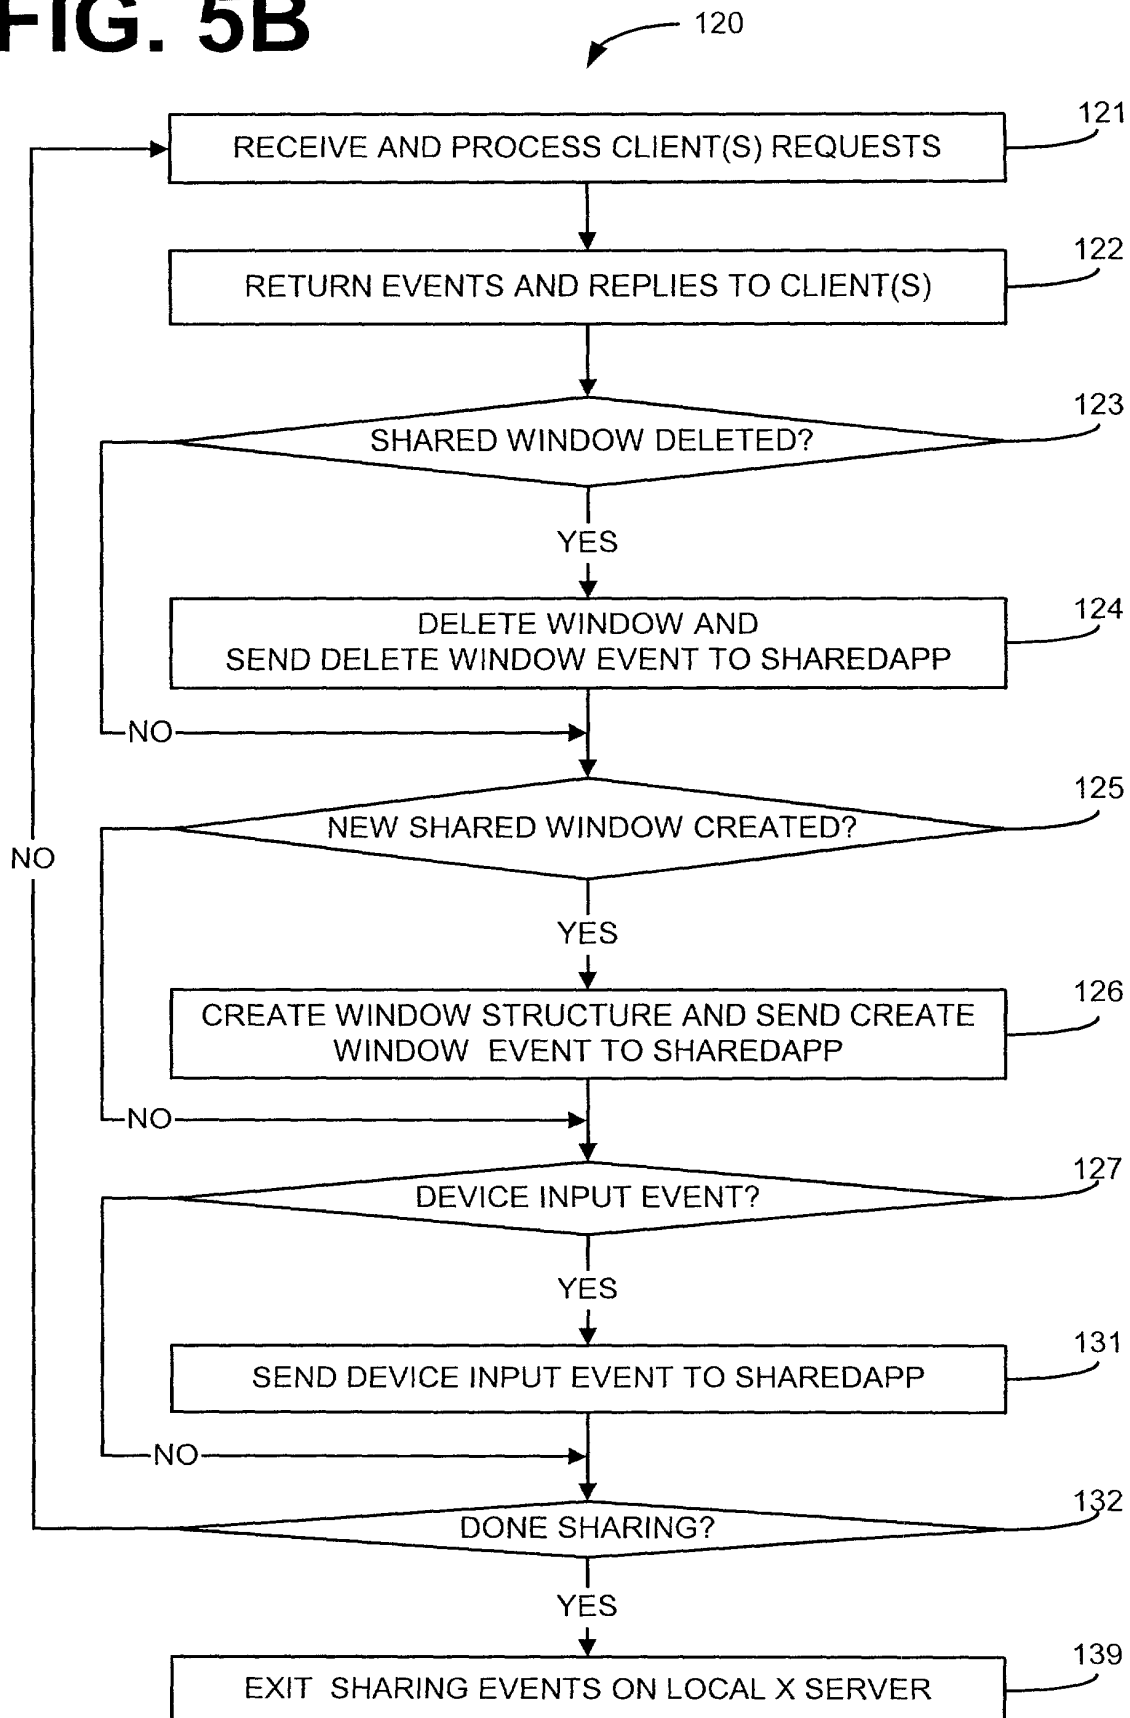 FIG. 5B
120
121
RECEIVE AND PROCESS CLIENT(S) REQUESTS
122
RETURN EVENTS AND REPLIES TO CLIENT(S)
123
SHARED WINDOW DELETED?
YES
124
DELETE WINDOW AND
SEND DELETE WINDOW EVENT TO SHAREDAPP
NO
125
NEW SHARED WINDOW CREATED?
NO
YES
126
CREATE WINDOW STRUCTURE AND SEND CREATE
WINDOW EVENT TO SHAREDAPP
NO
127
DEVICE INPUT EVENT?
YES
131
SEND DEVICE INPUT EVENT TO SHAREDAPP
NO
132
DONE SHARING?
YES
139
EXIT SHARING EVENTS ON LOCAL X SERVER